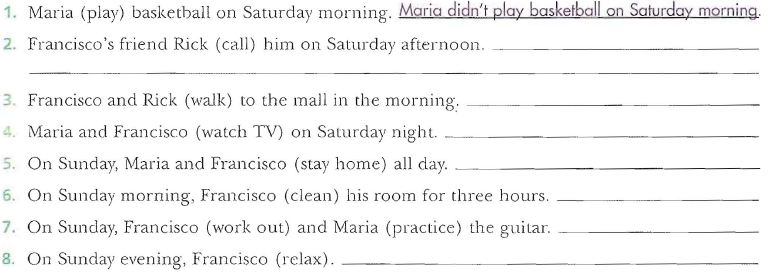 1. Maria (play) basketball on Saturday morning. Maria didn't play basketball on Saturday morning.
2. Francisco's friend Rick (call) him on Saturday afternoon.
3. Francisco and Rick (walk) to the mall in the morning.
4. Maria and Francisco (watch TV) on Saturday night.
5. On Sunday, Maria and Francisco (stay home) all day.
6. On Sunday morning, Francisco (clean) his room for three hours.
7. On Sunday, Francisco (work out) and Maria (practice) the guitar.
8. On Sunday evening, Francisco (relax).